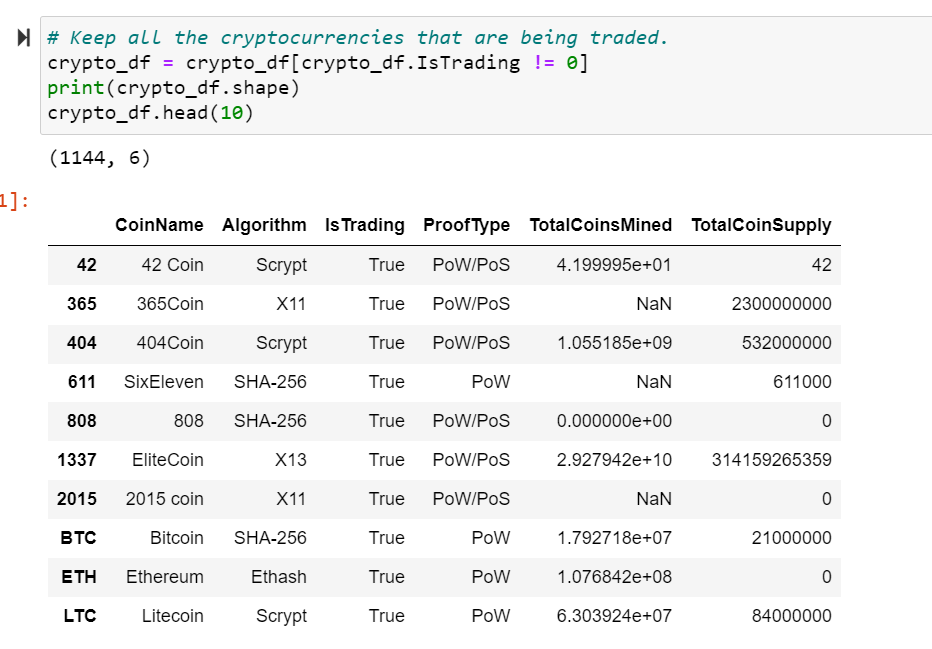 # Keep all the cryptocurrencies that are being traded.
crypto_df = crypto_df[crypto_df.IsTrading != 0]
print(crypto_df.shape)
crypto_df.head(10)
(1144, 6)
1]:
CoinName Algorithm IsTrading ProofType TotalCoinsMined TotalCoinSupply
42 42 Coin Scrypt True PoW/PoS 4.199995e+01 42
365 365Coin X11 True PoW/PoS NaN 2300000000
404 404Coin Scrypt True PoW/PoS 1.055185e+09 532000000
611 SixEleven SHA-256 True PoW NaN 611000
808 808 SHA-256 True PoW/PoS 0.000000e+00 0
1337 EliteCoin X13 True PoW/PoS 2.927942e+10 314159265359
2015 2015 coin X11 True PoW/PoS NaN 0
BTC Bitcoin SHA-256 True PoW 1.792718e+07 21000000
ETH Ethereum Ethash True PoW 1.076842e+08 0
LTC Litecoin Scrypt True PoW 6.303924e+07 84000000